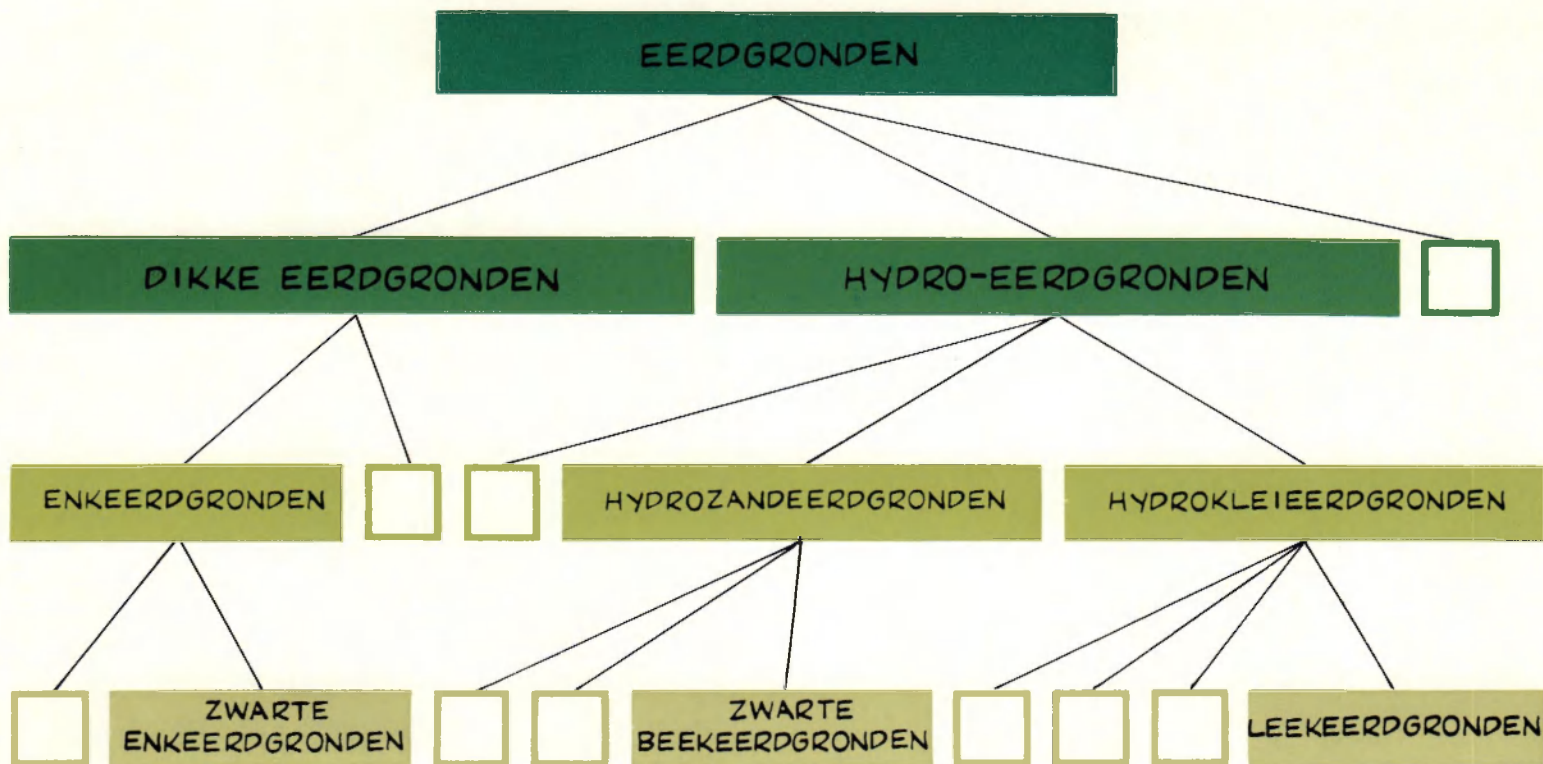 EERDGRONDEN
DIKKE EERDGRONDEN
HYDRO-EERDGRONDEN
ENKEERDGRONDEN
HYDROZANDEERDGRONDEN
HYDROKLEIEERDGRONDEN
ZWARTE
ENKEERDGRONDEN
ZWARTE
BEEKEERDGRONDEN
LEEKEERDGRONDEN